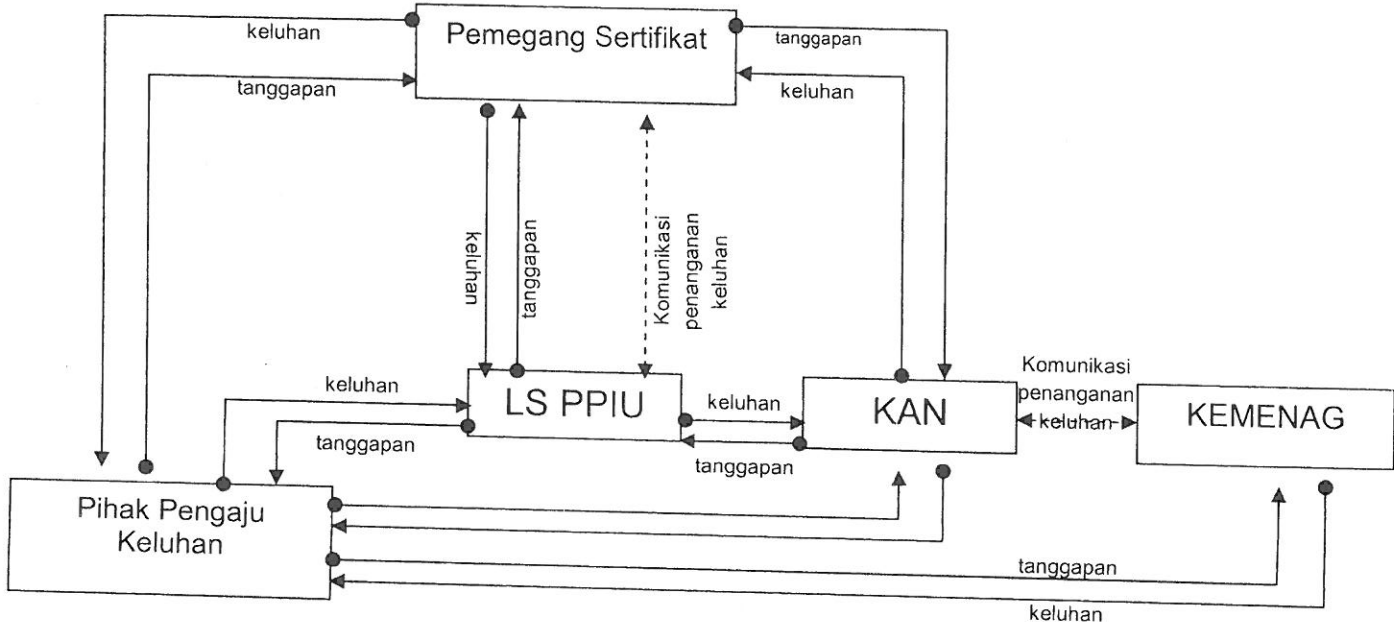 keluhan
Pemegang Sertifikat
tanggapan
tanggapan
keluhan
keluhan
tanggapan
Komunikasi
penanganan
keluhan
keluhan
LS PPIU
keluhan
KAN
Komunikasi
penanganan
keluhan
KEMENAG
tanggapan
tanggapan
Pihak Pengaju
Keluhan
tanggapan
keluhan